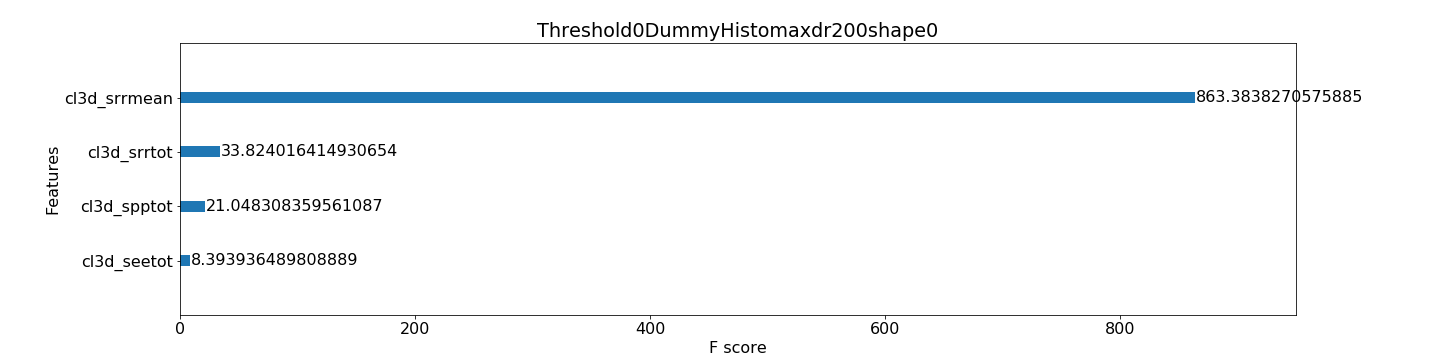 Threshold0DummyHistomaxdr200shape0
cl3d_srrmean 863.3838270575885
cl3d_srrtot 33.824016414930654
cl3d_spptot 21.048308359561087
cl3d_seetot 8.393936489808889
Features
0 200 400 600 800
F score